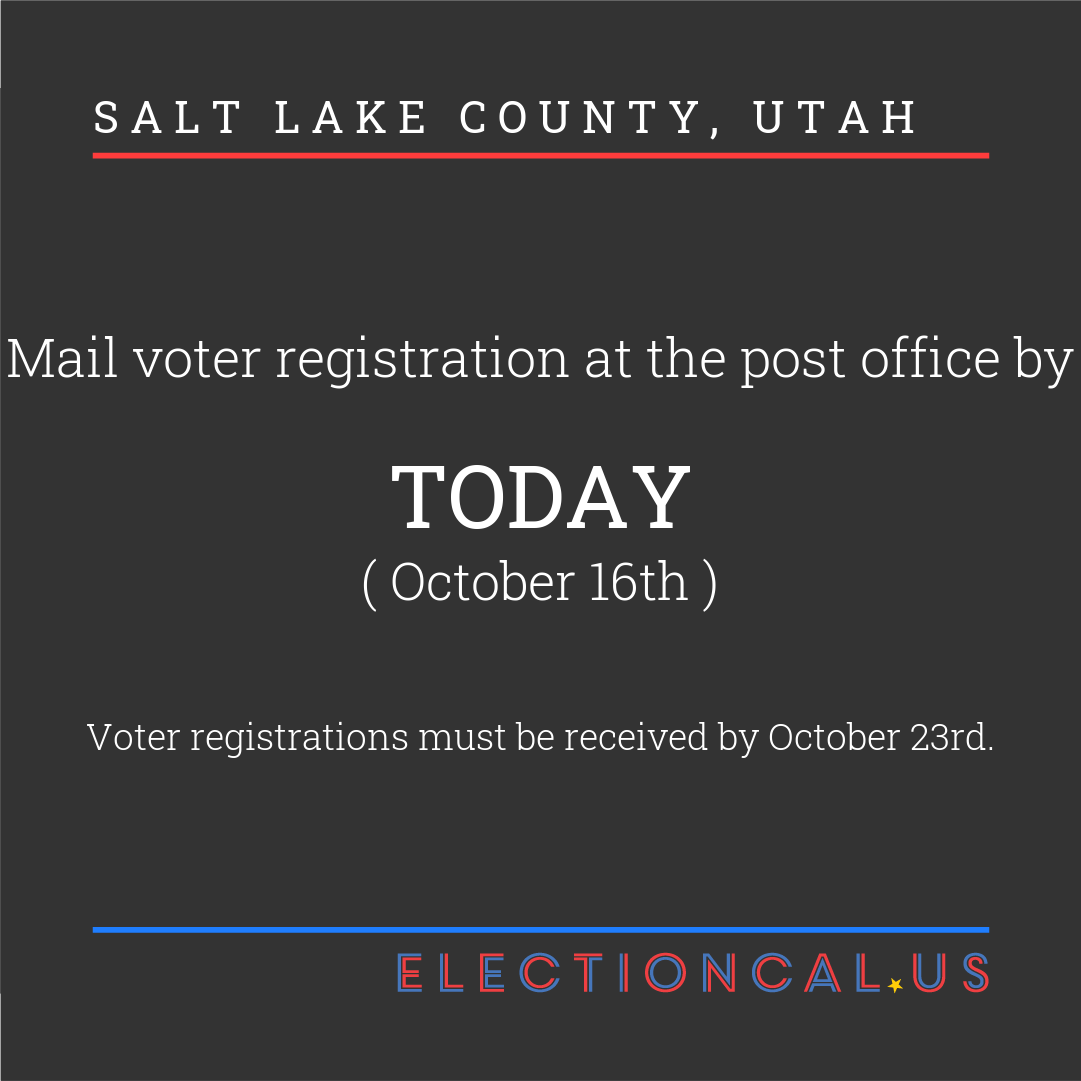 SALT LAKE COUNTY, UTAH
Mail voter registration at the post office by
TODAY
( October 16th )
Voter registrations must be received by October 23rd.
ELECTIONCAL.US